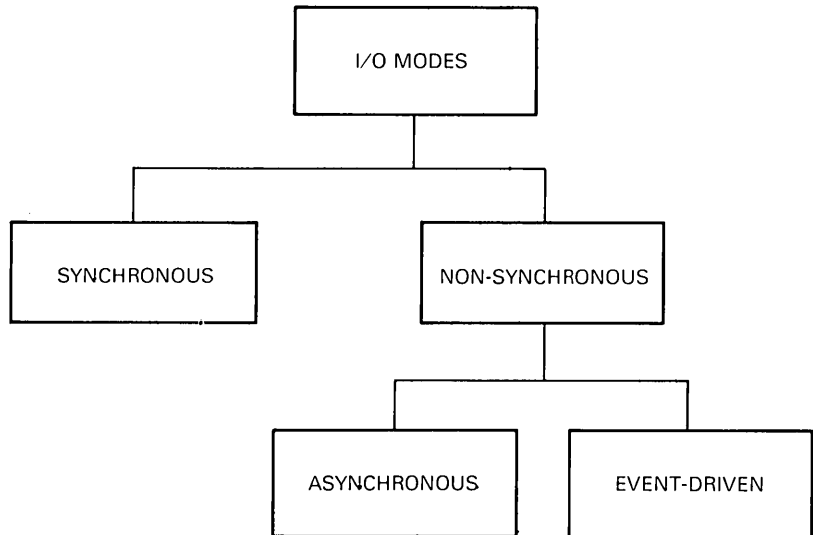 I/O MODES
SYNCHRONOUS
NON-SYNCHRONOUS
ASYNCHRONOUS
EVENT-DRIVEN